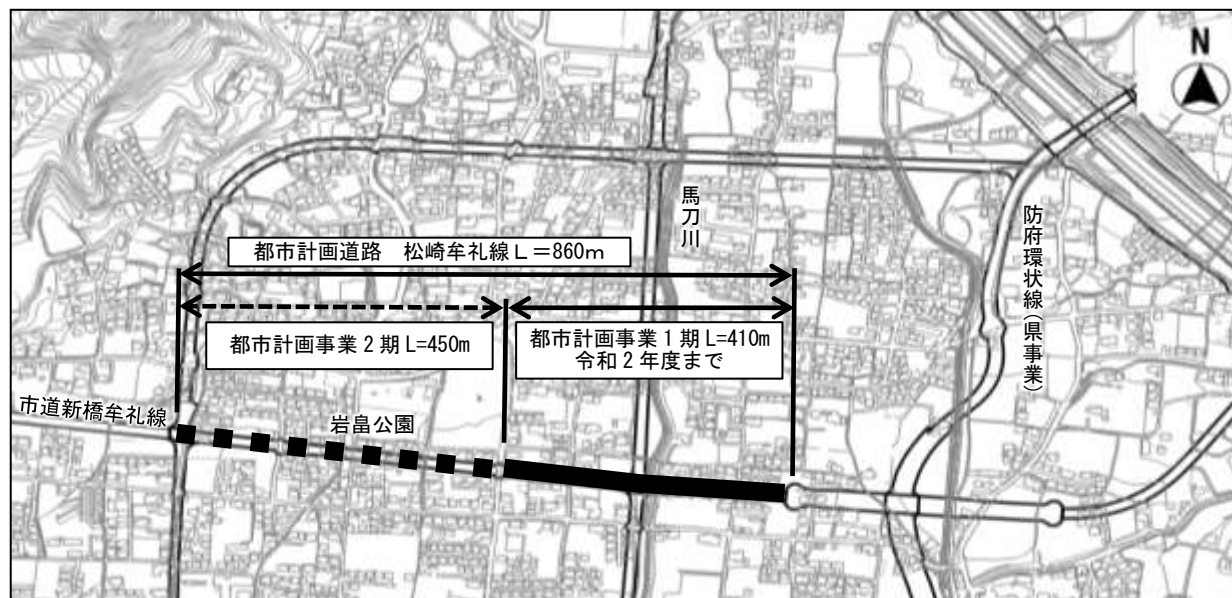 N
馬刀川
防府環状線（県事業）
都市計画道路　松崎牟礼線Ｌ＝860ｍ
都市計画事業２期 L=450m
都市計画事業１期 L=410m
令和２年度まで
市道新橋牟礼線
岩畠公園